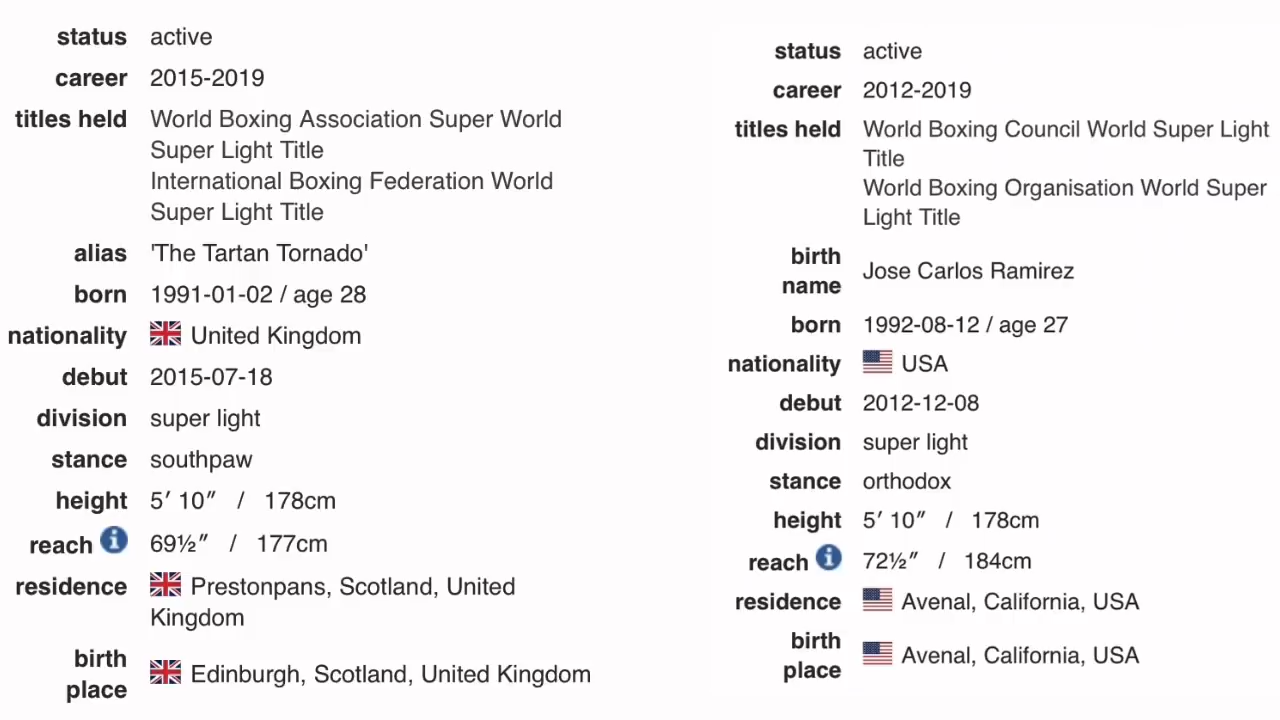 status active
career 2015-2019
titles held World Boxing Association Super World
Super Light Title
International Boxing Federation World
Super Light Title
alias 'The Tartan Tornado'
born 1991-01-02 / age 28
nationality United Kingdom
debut 2015-07-18
division super light
stance southpaw
height 5′ 10″ / 178cm
reach i 69½″ / 177cm
residence Prestonpans, Scotland, United
Kingdom
birth
place Edinburgh, Scotland, United Kingdom
status active
career 2012-2019
titles held World Boxing Council World Super Light
Title
World Boxing Organisation World Super
Light Title
birth
name Jose Carlos Ramirez
born 1992-08-12 / age 27
nationality USA
debut 2012-12-08
division super light
stance orthodox
height 5′ 10″ / 178cm
reach i 72½″ / 184cm
residence Avenal, California, USA
birth
place Avenal, California, USA